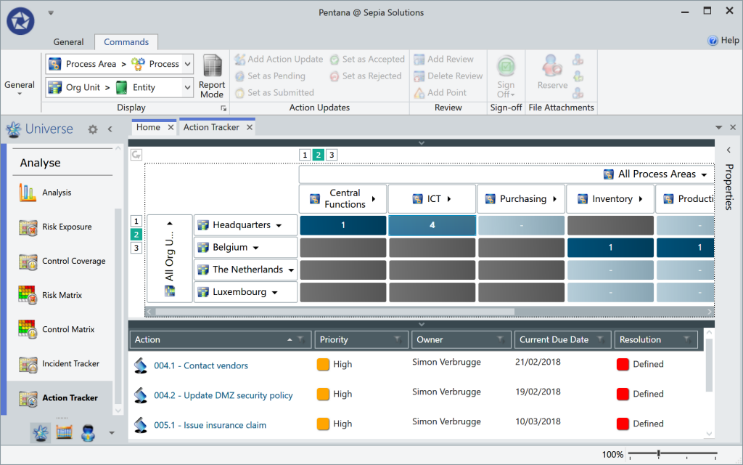 Pentana @ Sepia Solutions
General Commands
Help
General
Process Area > Process
Org Unit > Entity
Report Mode
Display
Add Action Update
Set as Pending
Set as Submitted
Set as Accepted
Set as Rejected
Action Updates
Add Review
Delete Review
Add Point
Review
Sign Off
Sign-off
Reserve
File Attachments
Universe
Home Action Tracker
Analyse
Analysis
Risk Exposure
Control Coverage
Risk Matrix
Control Matrix
Incident Tracker
Action Tracker
1 2 3
All Process Areas
Central Functions ICT Purchasing Inventory Producti
1
2
3
All Org U...
Headquarters 1 4 - - -
Belgium 1 1
The Netherlands - -
Luxembourg - -
Properties
Action Priority Owner Current Due Date Resolution
004.1 - Contact vendors High Simon Verbrugge 21/02/2018 Defined
004.2 - Update DMZ security policy High Simon Verbrugge 19/02/2018 Defined
005.1 - Issue insurance claim High Simon Verbrugge 10/03/2018 Defined
100%